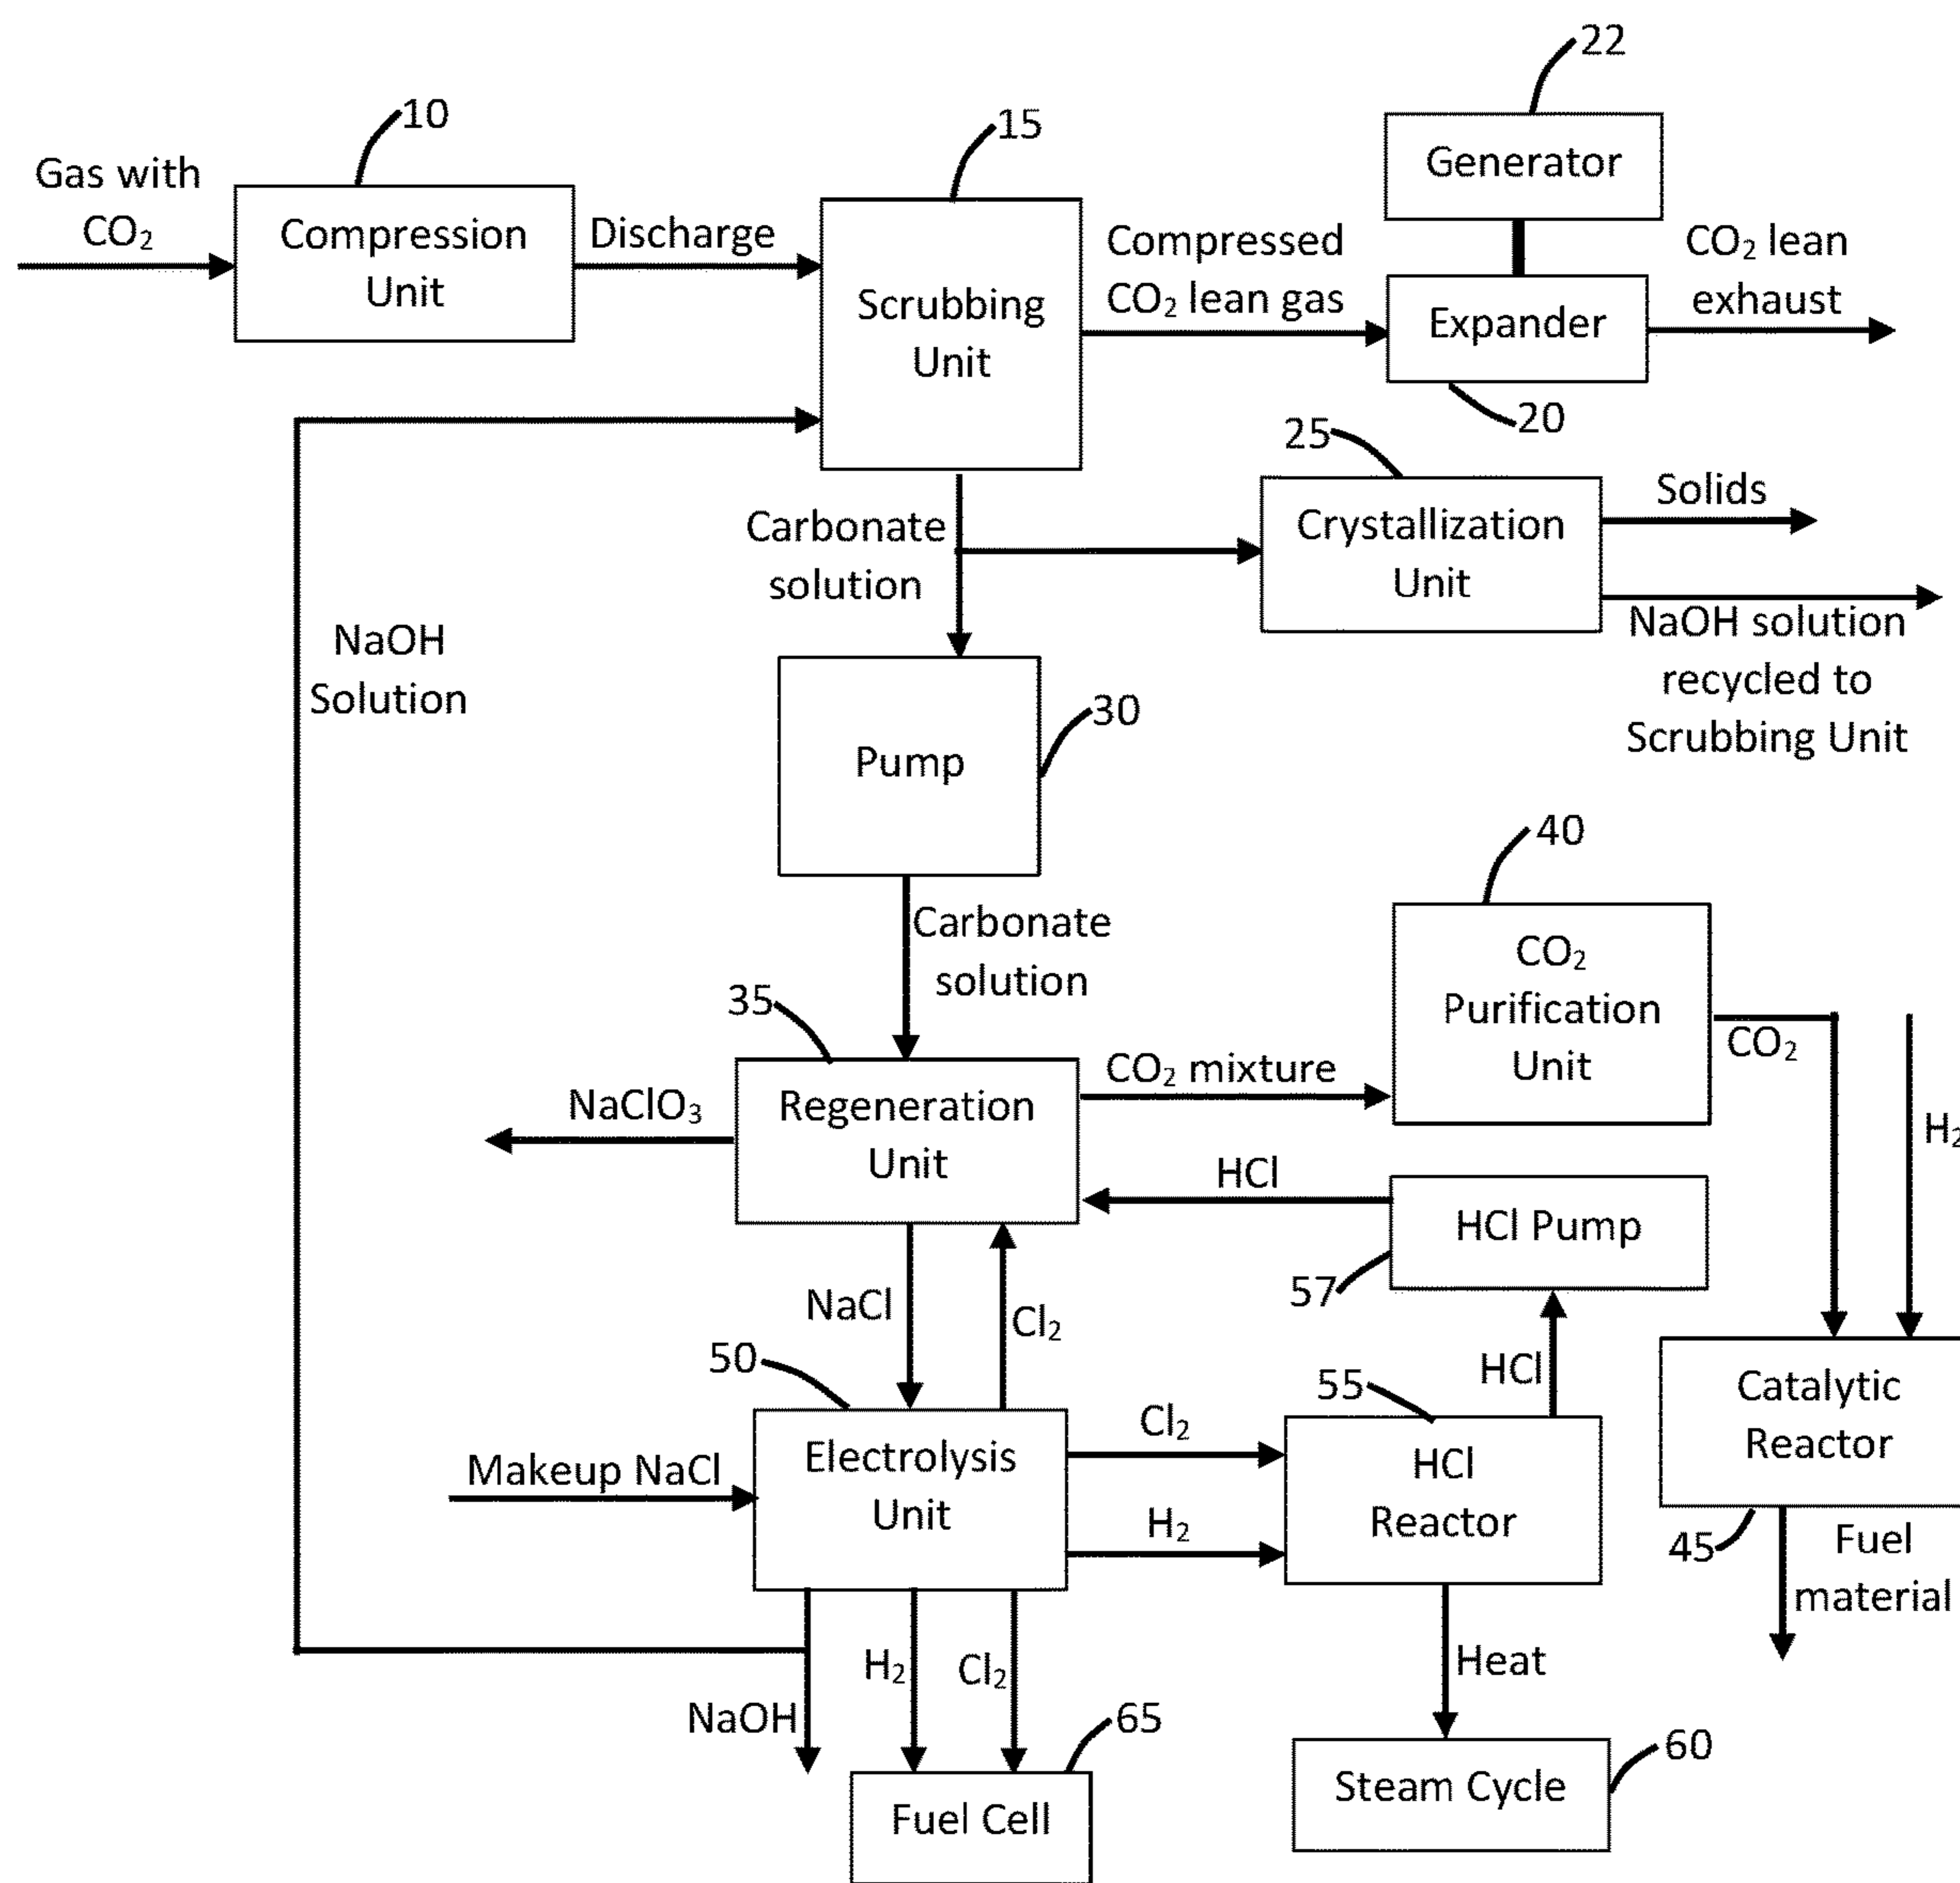 22
10
15
Gas with
CO₂
Compression
Unit
Discharge
Scrubbing
Unit
Compressed
CO₂ lean gas
Generator
Expander
CO₂ lean
exhaust
20
25
Crystallization
Unit
Solids
NaOH solution
recycled to
Scrubbing Unit
Carbonate
solution
NaOH
Solution
Pump
30
Carbonate
solution
40
CO₂
Purification
Unit
CO₂
H₂
35
NaClO₃
Regeneration
Unit
CO₂ mixture
HCl
HCl Pump
57
NaCl
Cl₂
HCl
50
55
Makeup NaCl
Electrolysis
Unit
Cl₂
H₂
HCl
Reactor
Catalytic
Reactor
45
Fuel
material
NaOH
H₂
Cl₂
Heat
65
Fuel Cell
Steam Cycle
60